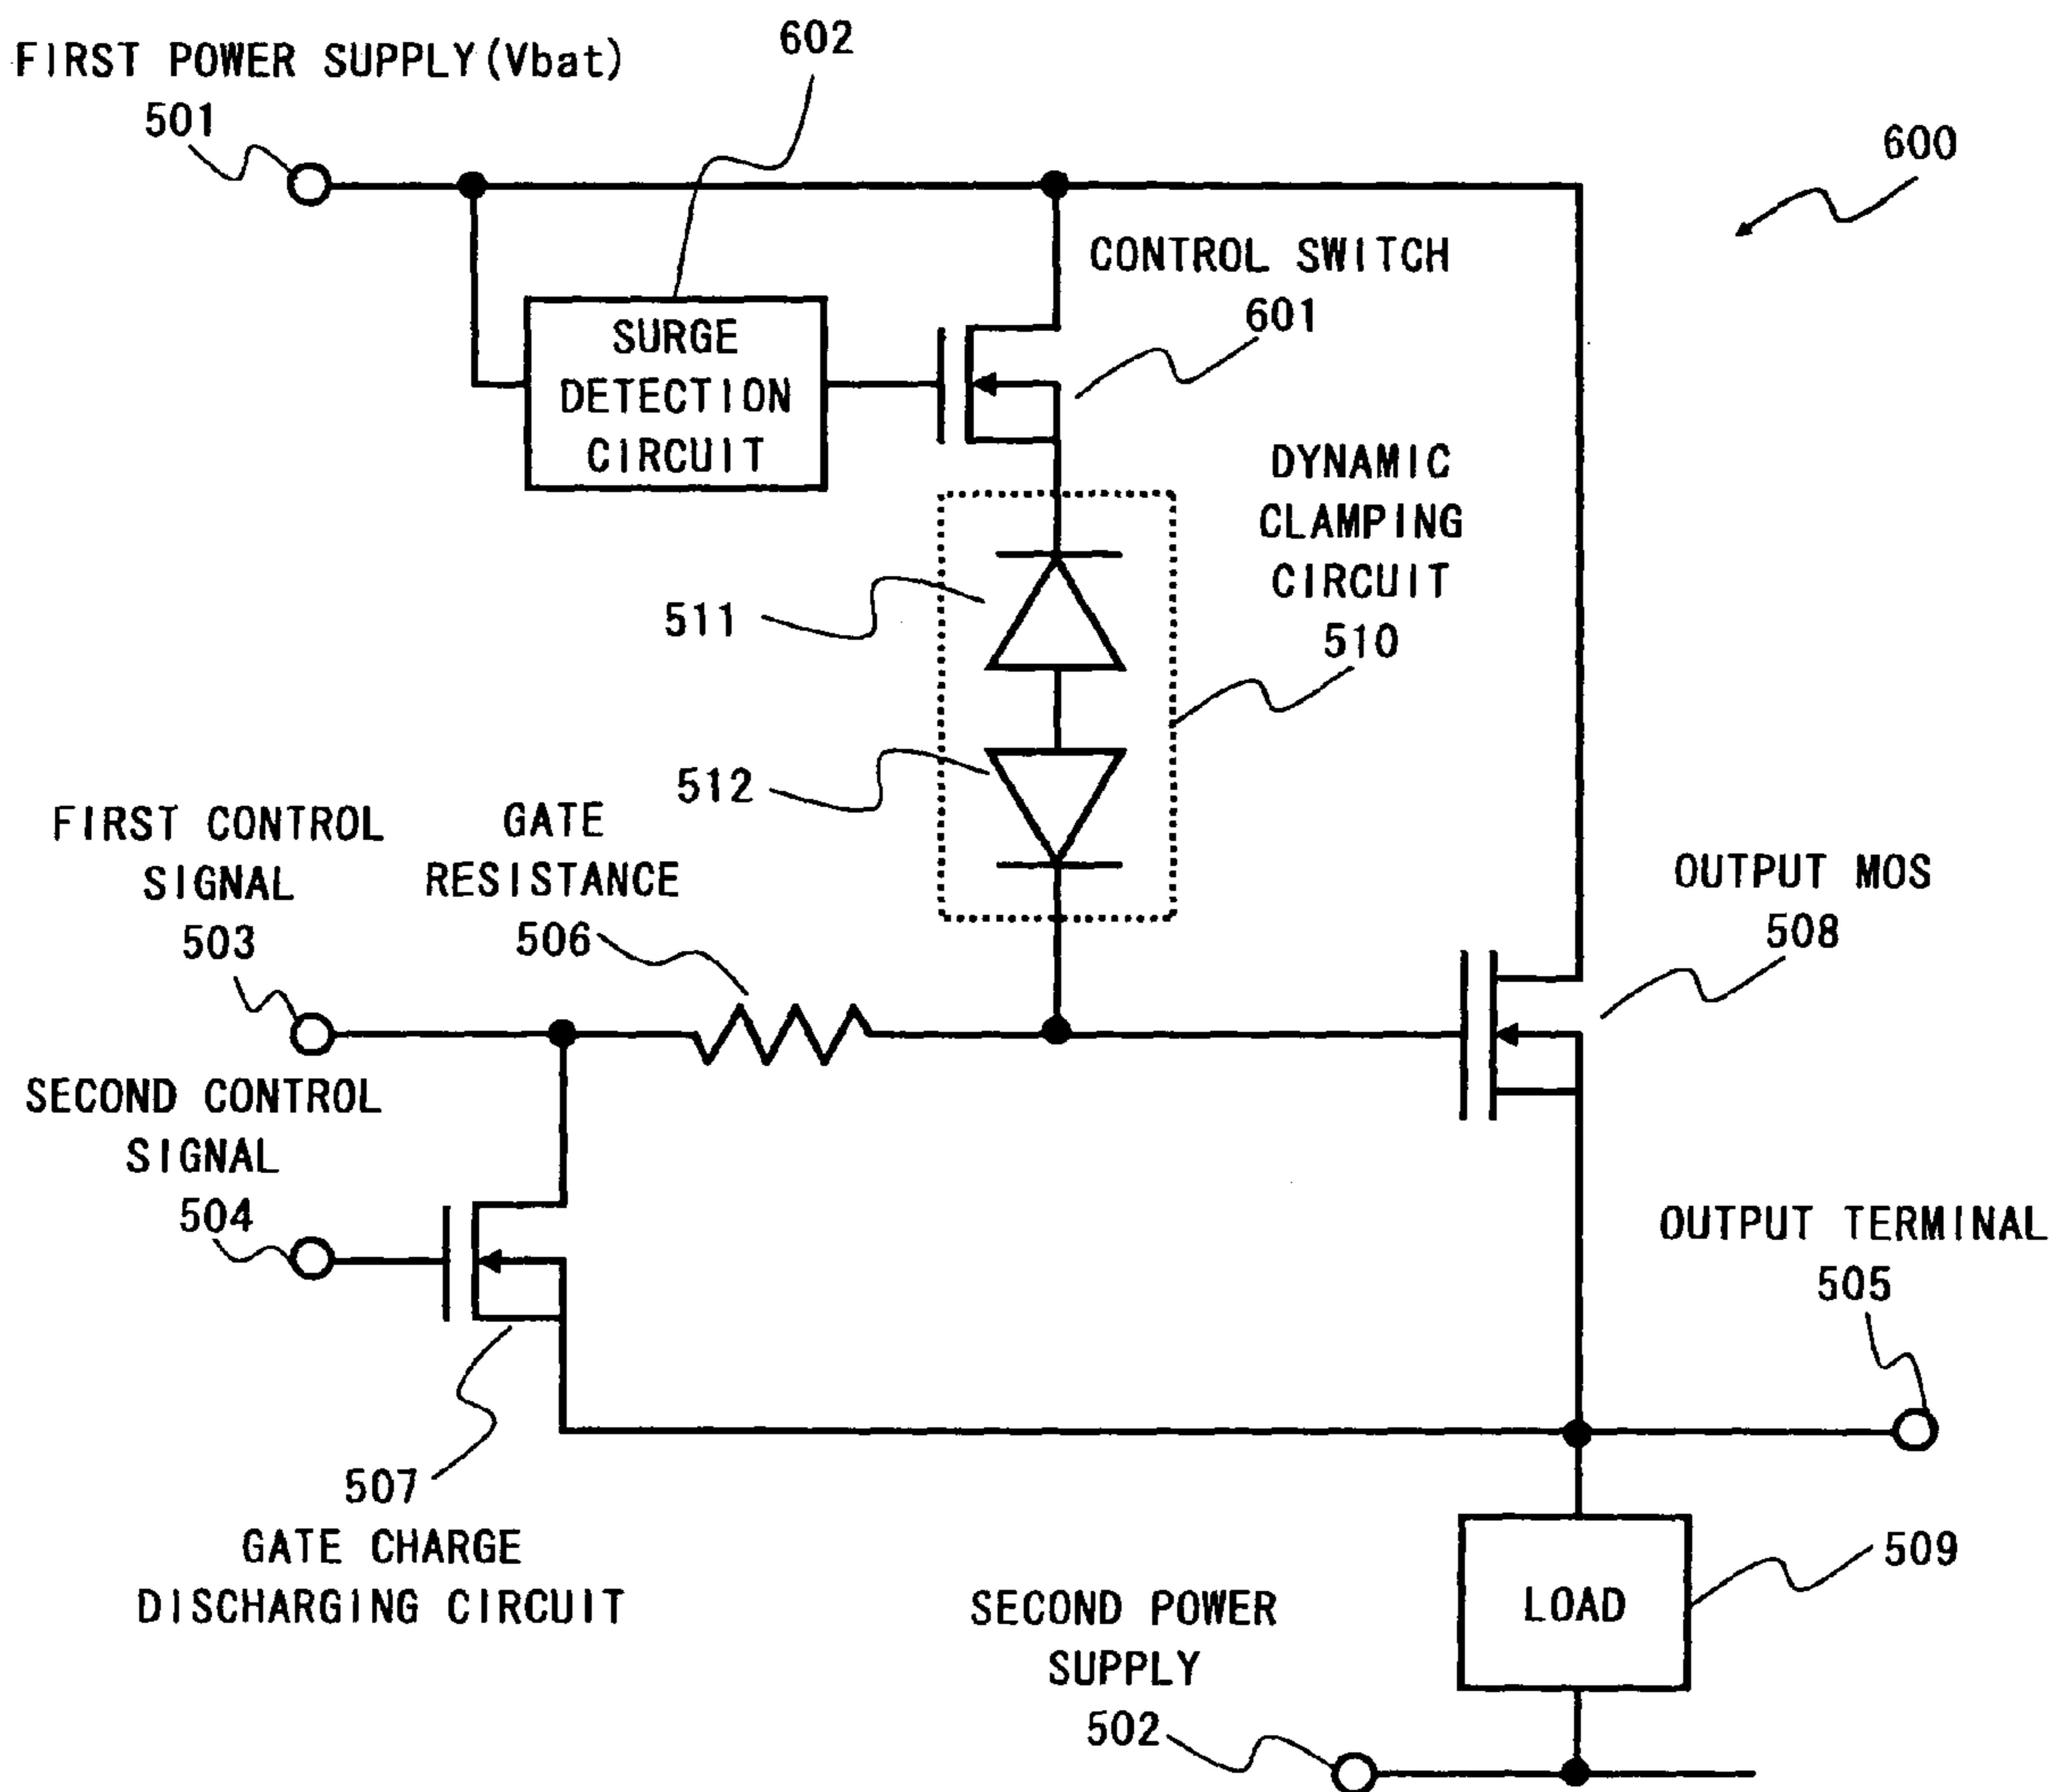 602
FIRST POWER SUPPLY(Vbat)
501
600
CONTROL SWITCH
601
SURGE
DETECTION
CIRCUIT
DYNAMIC
CLAMPING
CIRCUIT
510
511
512
FIRST CONTROL
SIGNAL
503
GATE
RESISTANCE
506
OUTPUT MOS
508
SECOND CONTROL
SIGNAL
504
OUTPUT TERMINAL
505
507
GATE CHARGE
DISCHARGING CIRCUIT
LOAD
509
SECOND POWER
SUPPLY
502